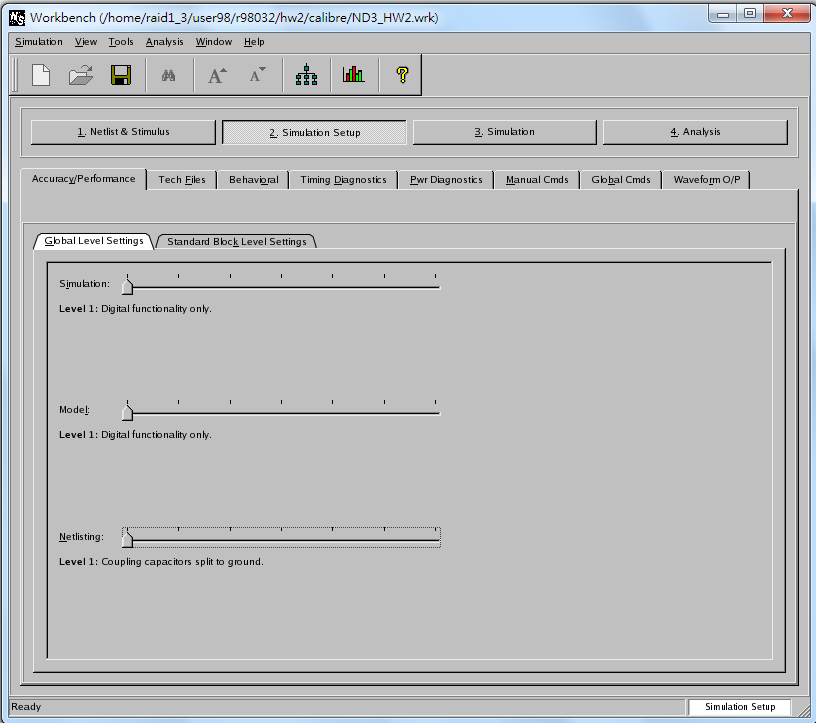 Workbench (/home/raid1_3/user98/r98032/hw2/calibre/ND3_HW2.wrk)
Simulation View Tools Analysis Window Help
1. Netlist & Stimulus 2. Simulation Setup 3. Simulation 4. Analysis
Accuracy/Performance Tech Files Behavioral Timing Diagnostics Pwr Diagnostics Manual Cmds Global Cmds Waveform O/P
Global Level Settings Standard Block Level Settings
Simulation:
Level 1: Digital functionality only.
Model:
Level 1: Digital functionality only.
Netlisting:
Level 1: Coupling capacitors split to ground.
Ready Simulation Setup